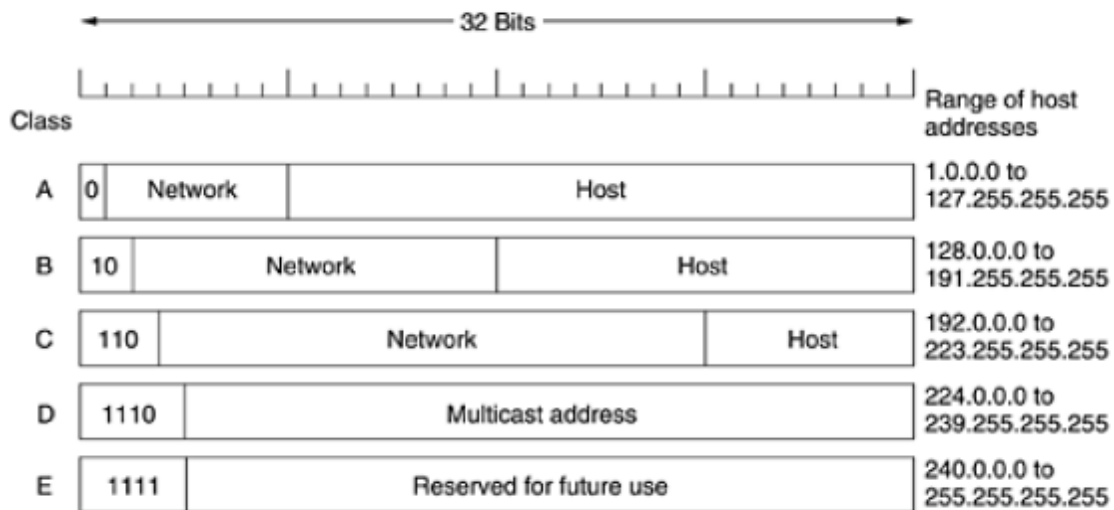 32 Bits
Class
Range of host
addresses
A 0 Network Host 1.0.0.0 to
127.255.255.255
B 10 Network Host 128.0.0.0 to
191.255.255.255
C 110 Network Host 192.0.0.0 to
223.255.255.255
D 1110 Multicast address 224.0.0.0 to
239.255.255.255
E 1111 Reserved for future use 240.0.0.0 to
255.255.255.255